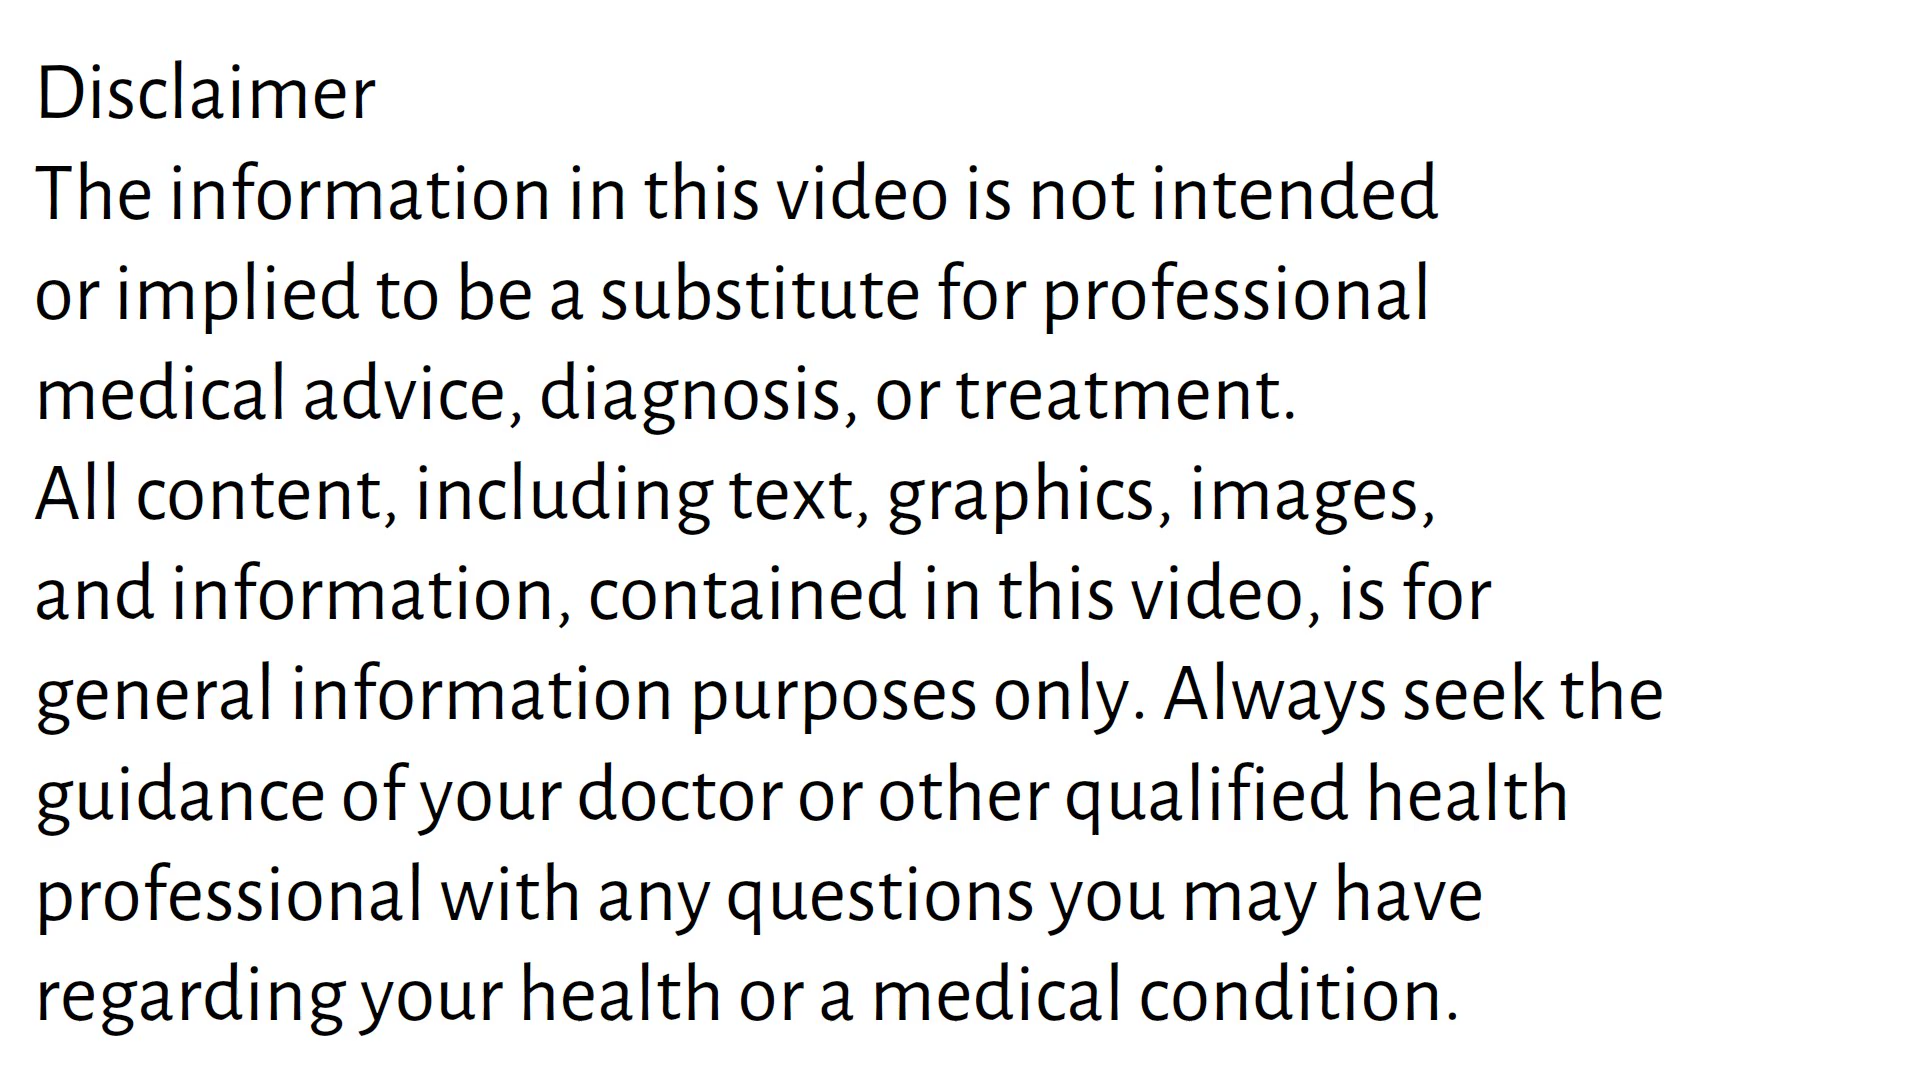 Disclaimer
The information in this video is not intended
or implied to be a substitute for professional
medical advice, diagnosis, or treatment.
All content, including text, graphics, images,
and information, contained in this video, is for
general information purposes only. Always seek the
guidance of your doctor or other qualified health
professional with any questions you may have
regarding your health or a medical condition.